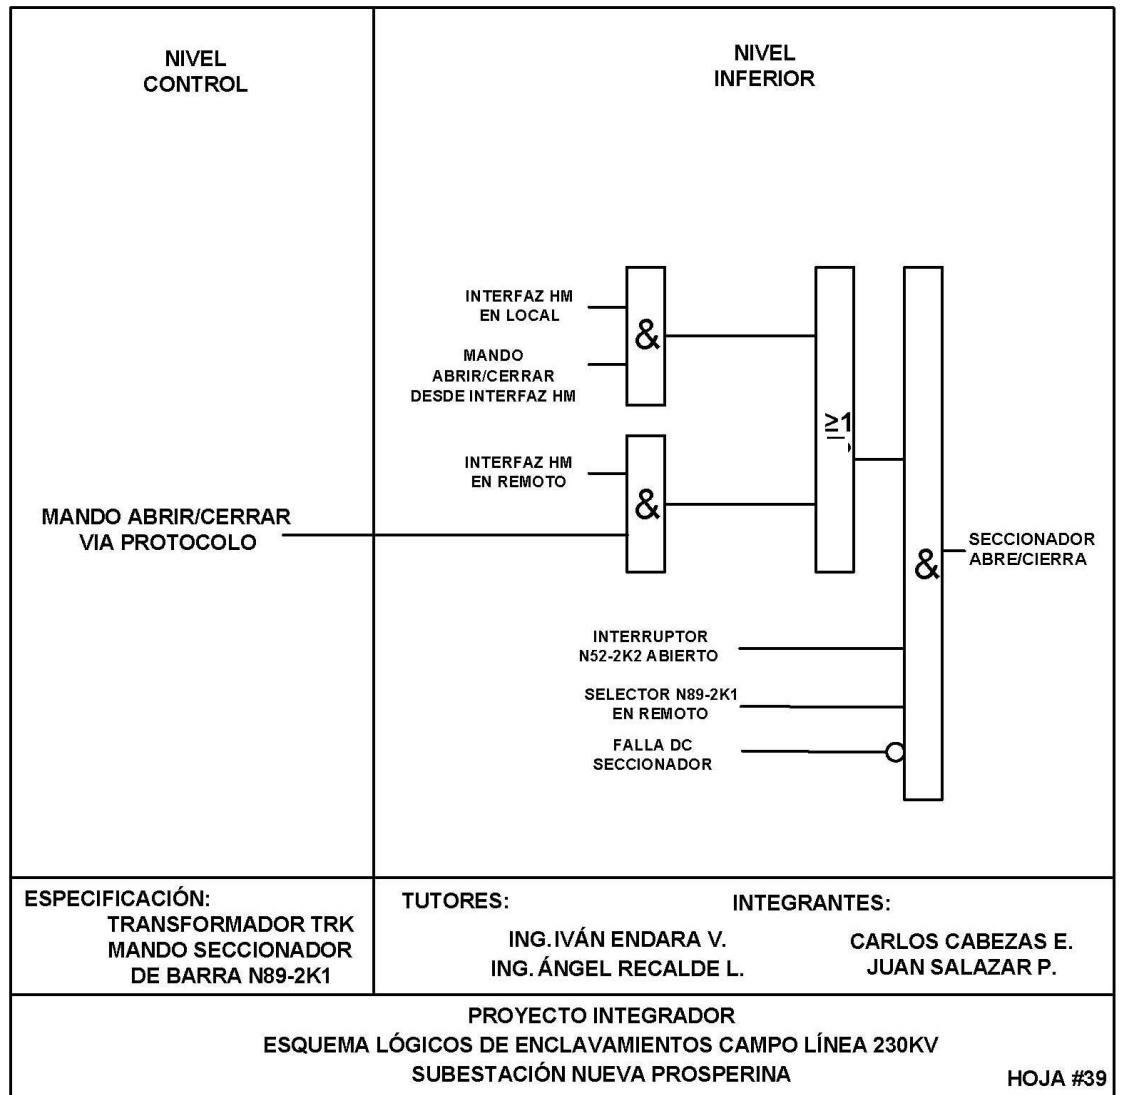 NIVEL
CONTROL
NIVEL
INFERIOR
INTERFAZ HM
EN LOCAL
&
MANDO
ABRIR/CERRAR
DESDE INTERFAZ HM
≥1
INTERFAZ HM
EN REMOTO
&
MANDO ABRIR/CERRAR
VIA PROTOCOLO
&
SECCIONADOR
ABRE/CIERRA
INTERRUPTOR
N52-2K2 ABIERTO
SELECTOR N89-2K1
EN REMOTO
FALLA DC
SECCIONADOR
ESPECIFICACIÓN:
TRANSFORMADOR TRK
MANDO SECCIONADOR
DE BARRA N89-2K1
TUTORES:
ING. IVÁN ENDARA V.
ING. ÁNGEL RECALDE L.
INTEGRANTES:
CARLOS CABEZAS E.
JUAN SALAZAR P.
PROYECTO INTEGRADOR
ESQUEMA LÓGICOS DE ENCLAVAMIENTOS CAMPO LÍNEA 230KV
SUBESTACIÓN NUEVA PROSPERINA
HOJA #39